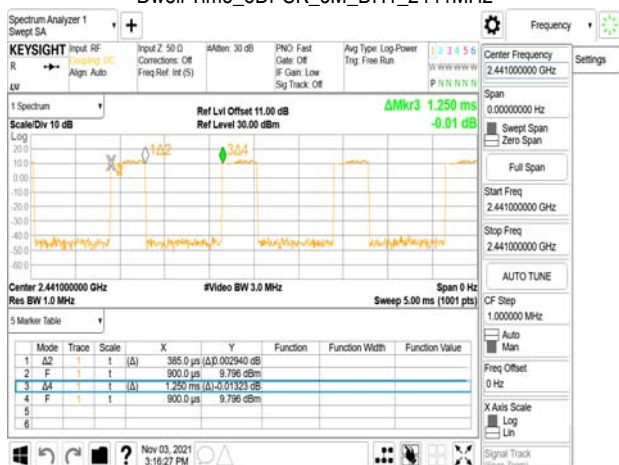 Spectrum Analyzer 1
Swept SA
+
Frequency
KEYSIGHT
Input: RF
Coupling: DC
Align: Auto
Input Z: 50 Ω
Corrections: Off
Freq Ref: Int (S)
#Atten: 30 dB
PNO: Fast
Gate: Off
IF Gain: Low
Sig Track: Off
Avg Type: Log-Power
Trig: Free Run
1 2 3 4 5 6
W W W W W W
P N N N N N
R
LXI
1 Spectrum
Scale/Div 10 dB
Log
Ref Lvl Offset 11.00 dB
Ref Level 30.00 dBm
ΔMkr3 1.250 ms
-0.01 dB
20.0
10.0
0.00
-10.0
-20.0
-30.0
-40.0
-50.0
-60.0
1Δ2
3Δ4
Center 2.441000000 GHz
Res BW 1.0 MHz
#Video BW 3.0 MHz
Span 0 Hz
Sweep 5.00 ms (1001 pts)
5 Marker Table
Mode Trace Scale X Y Function Function Width Function Value
1 Δ2 1 t (Δ) 385.0 µs (Δ) 0.002940 dB
2 F 1 t 900.0 µs 9.796 dBm
3 Δ4 1 t (Δ) 1.250 ms (Δ) -0.01323 dB
4 F 1 t 900.0 µs 9.796 dBm
5
6
Nov 03, 2021
3:16:27 PM
Center Frequency
2.441000000 GHz
Settings
Span
0.00000000 Hz
Swept Span
Zero Span
Full Span
Start Freq
2.441000000 GHz
Stop Freq
2.441000000 GHz
AUTO TUNE
CF Step
1.000000 MHz
Auto
Man
Freq Offset
0 Hz
X Axis Scale
Log
Lin
Signal Track